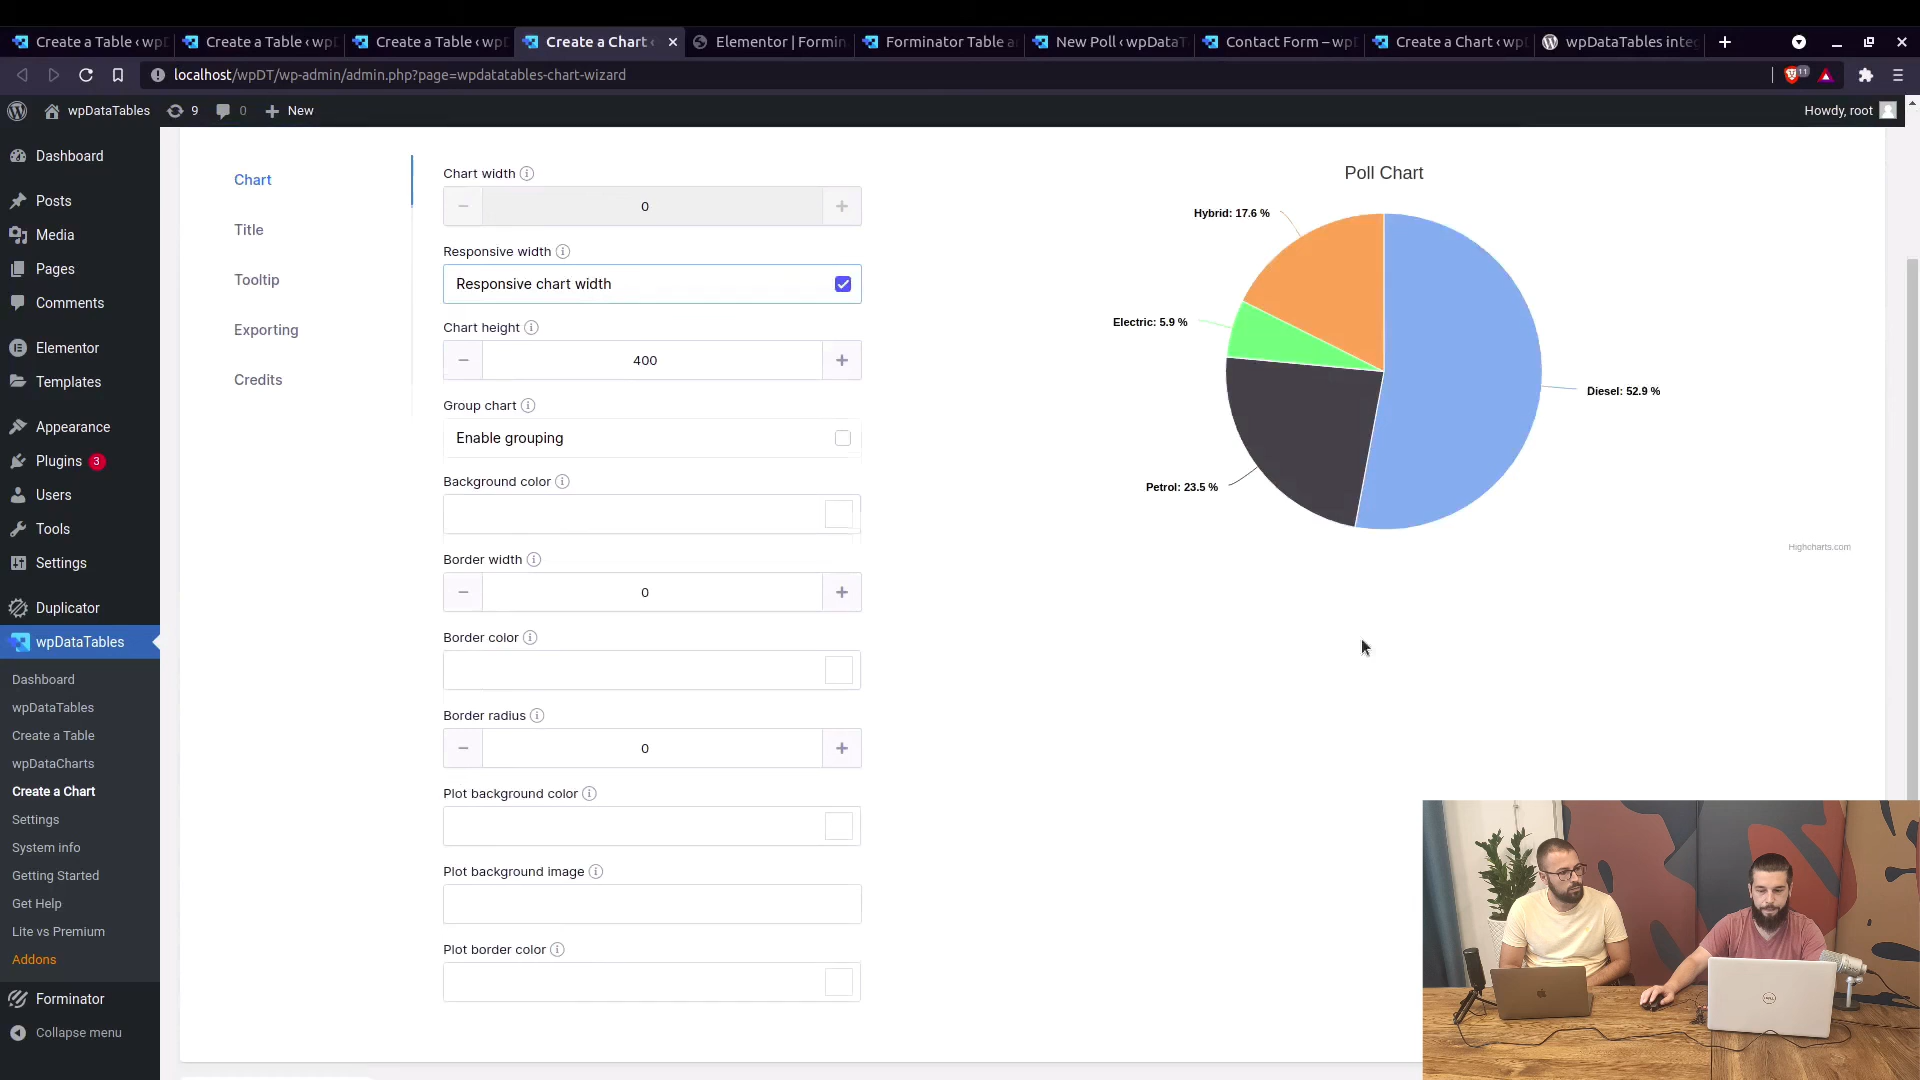 Create a Table ‹ wpD
Create a Table ‹ wpD
Create a Table ‹ wpD
Create a Chart ‹
Elementor | Formin
Forminator Table a
New Poll ‹ wpDataT
Contact Form – wp
Create a Chart ‹ wp
wpDataTables inte
localhost/wpDT/wp-admin/admin.php?page=wpdatatables-chart-wizard
11
wpDataTables
9
0
New
Howdy, root
Dashboard
Posts
Media
Pages
Comments
Elementor
Templates
Appearance
Plugins 3
Users
Tools
Settings
Duplicator
wpDataTables
Dashboard
wpDataTables
Create a Table
wpDataCharts
Create a Chart
Settings
System info
Getting Started
Get Help
Lite vs Premium
Addons
Forminator
Collapse menu
Chart
Title
Tooltip
Exporting
Credits
Chart width
0
Responsive width
Responsive chart width
Chart height
400
Group chart
Enable grouping
Background color
Border width
0
Border color
Border radius
0
Plot background color
Plot background image
Plot border color
Poll Chart
Hybrid: 17.6 %
Electric: 5.9 %
Diesel: 52.9 %
Petrol: 23.5 %
Highcharts.com
DELL